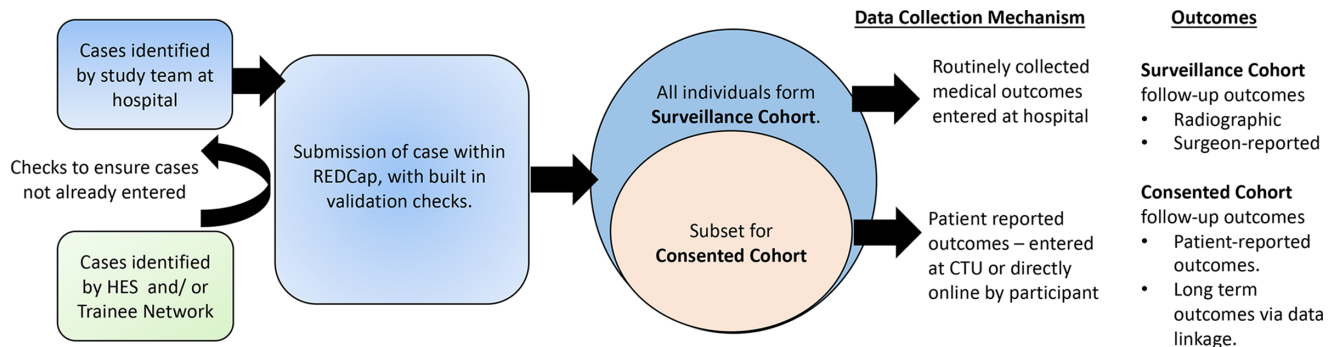 Cases identified
by study team at
hospital
Checks to ensure cases
not already entered
Cases identified
by HES and/ or
Trainee Network
Submission of case within
REDCap, with built in
validation checks.
All individuals form
Surveillance Cohort.
Subset for
Consented Cohort
Data Collection Mechanism
Routinely collected
medical outcomes
entered at hospital
Patient reported
outcomes – entered
at CTU or directly
online by participant
Outcomes
Surveillance Cohort
follow-up outcomes
• Radiographic
• Surgeon-reported
Consented Cohort
follow-up outcomes
• Patient-reported
outcomes.
• Long term
outcomes via data
linkage.